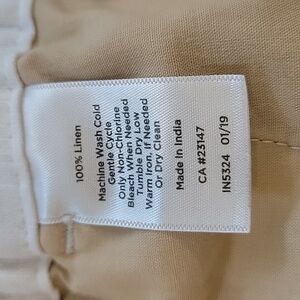 100% Linen
Machine Wash Cold
Gentle Cycle
Only Non-Chlorine
Bleach When Needed
Tumble Dry Low
Warm Iron, If Needed
Or Dry Clean
Made In India
CA #23147
IN5324 01/19